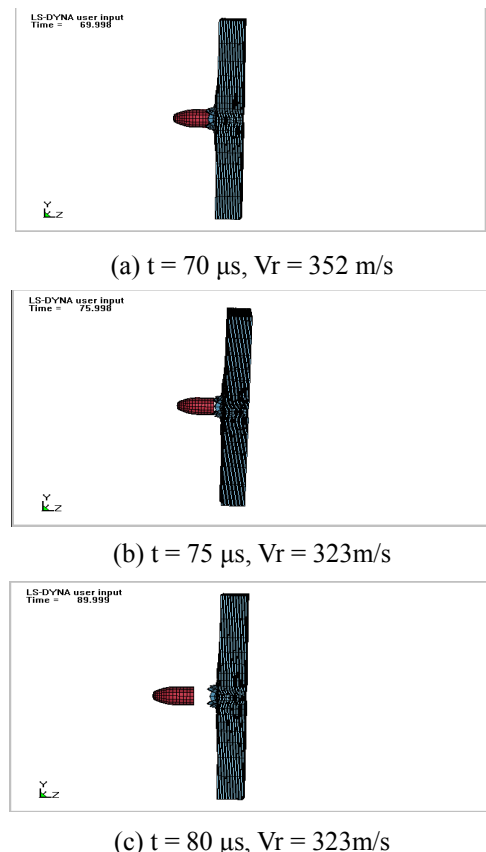 LS-DYNA user input
Time = 69.998
Y
Z
(a) t = 70 μs, Vr = 352 m/s
LS-DYNA user input
Time = 75.998
Y
Z
(b) t = 75 μs, Vr = 323m/s
LS-DYNA user input
Time = 89.999
Y
Z
(c) t = 80 μs, Vr = 323m/s